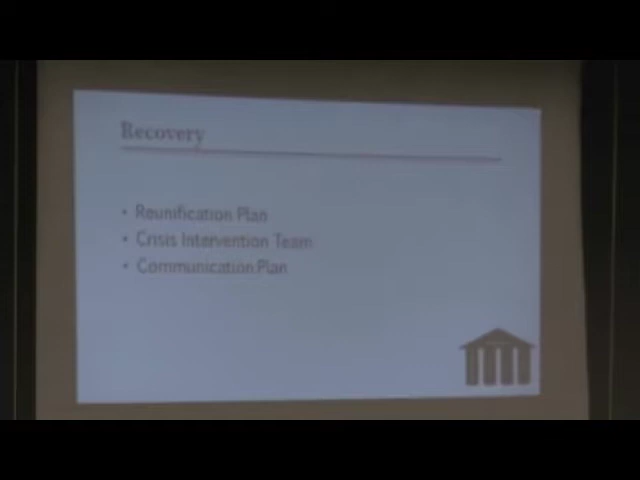 Recovery
• Reunification Plan
• Crisis Intervention Team
• Communication Plan